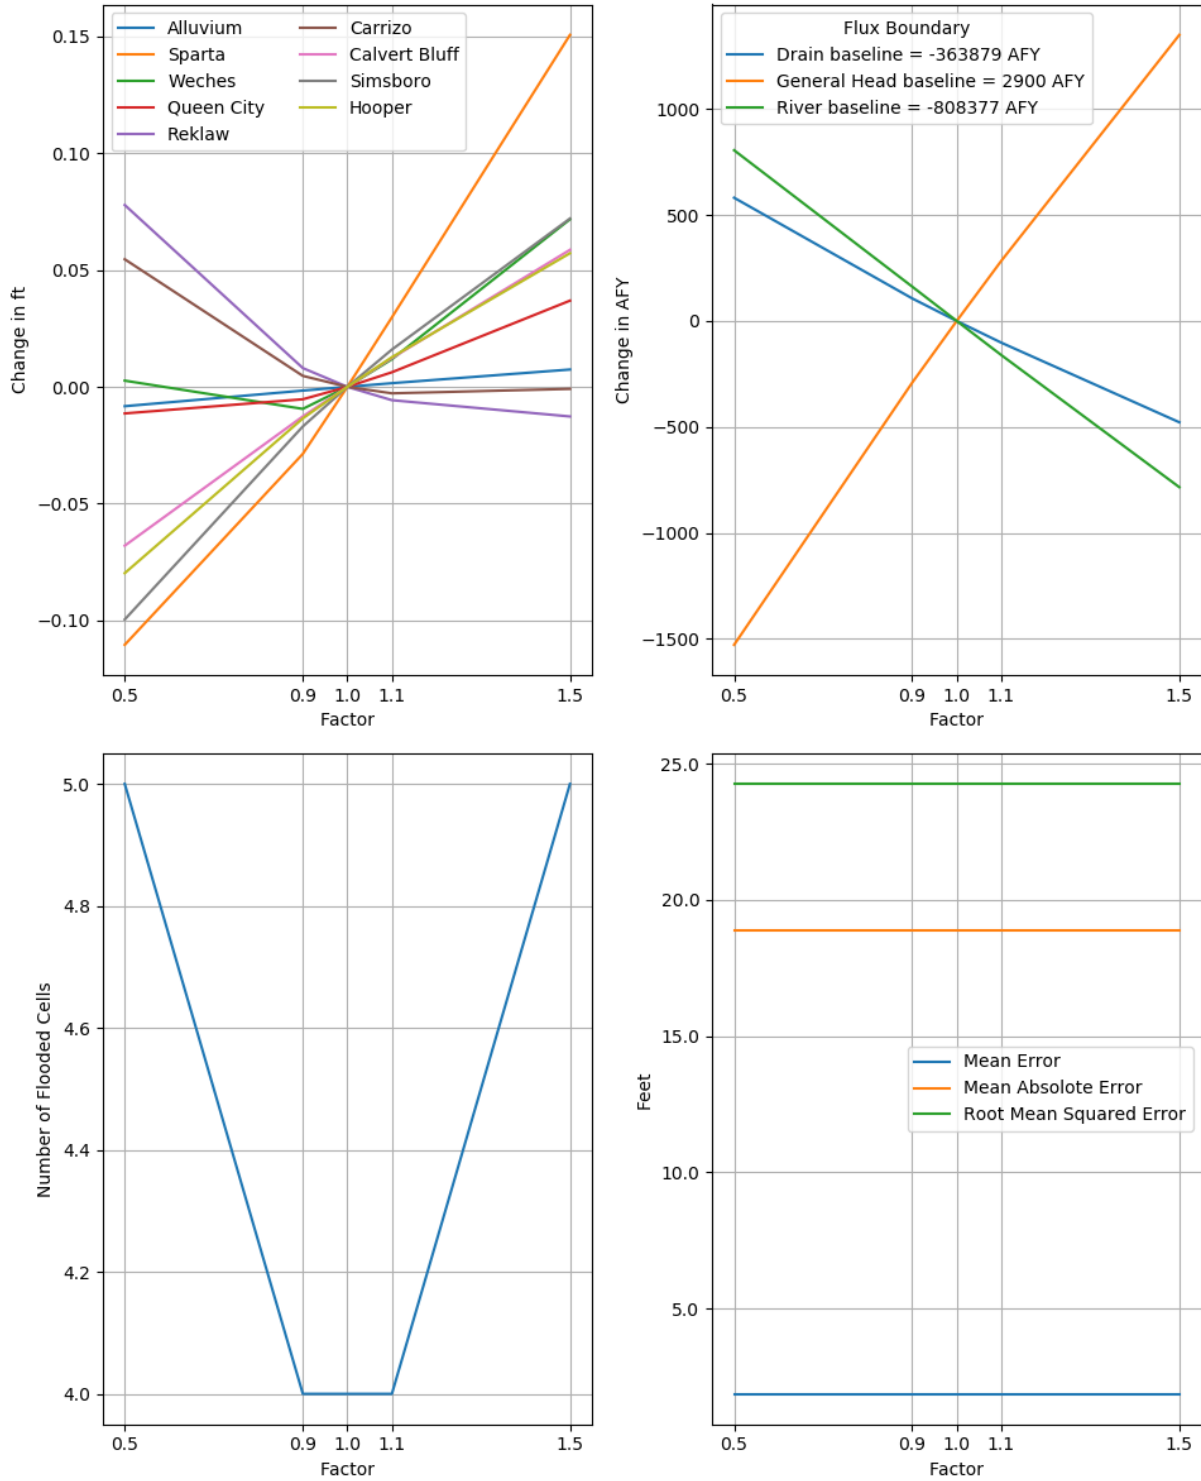 Alluvium
Sparta
Weches
Queen City
Reklaw
Carrizo
Calvert Bluff
Simsboro
Hooper
0.15
0.10
0.05
0.00
−0.05
−0.10
Change in ft
0.5 0.9 1.0 1.1 1.5
Factor
Flux Boundary
Drain baseline = -363879 AFY
General Head baseline = 2900 AFY
River baseline = -808377 AFY
1000
500
0
−500
−1000
−1500
Change in AFY
0.5 0.9 1.0 1.1 1.5
Factor
5.0
4.8
4.6
4.4
4.2
4.0
Number of Flooded Cells
0.5 0.9 1.0 1.1 1.5
Factor
25.0
20.0
15.0
10.0
5.0
Feet
Mean Error
Mean Absolote Error
Root Mean Squared Error
0.5 0.9 1.0 1.1 1.5
Factor